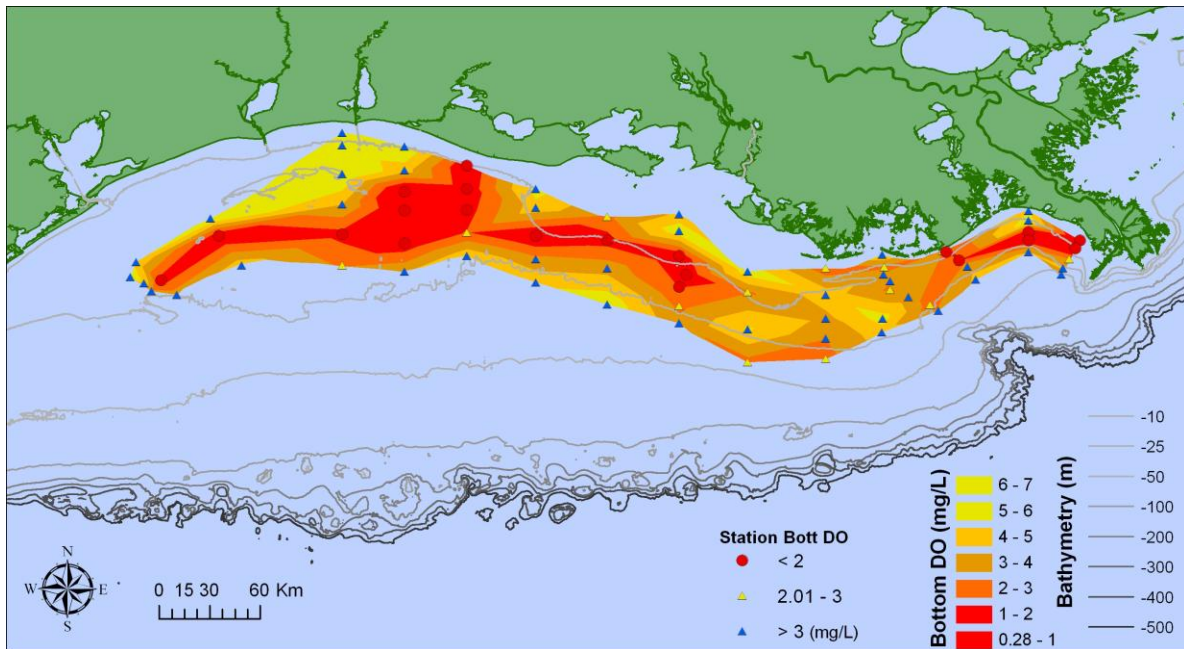 N
W E
S
0 15 30 60 Km
Station Bott DO
< 2
2.01 - 3
> 3 (mg/L)
Bottom DO (mg/L)
6 - 7
5 - 6
4 - 5
3 - 4
2 - 3
1 - 2
0.28 - 1
Bathymetry (m)
-10
-25
-50
-100
-200
-300
-400
-500